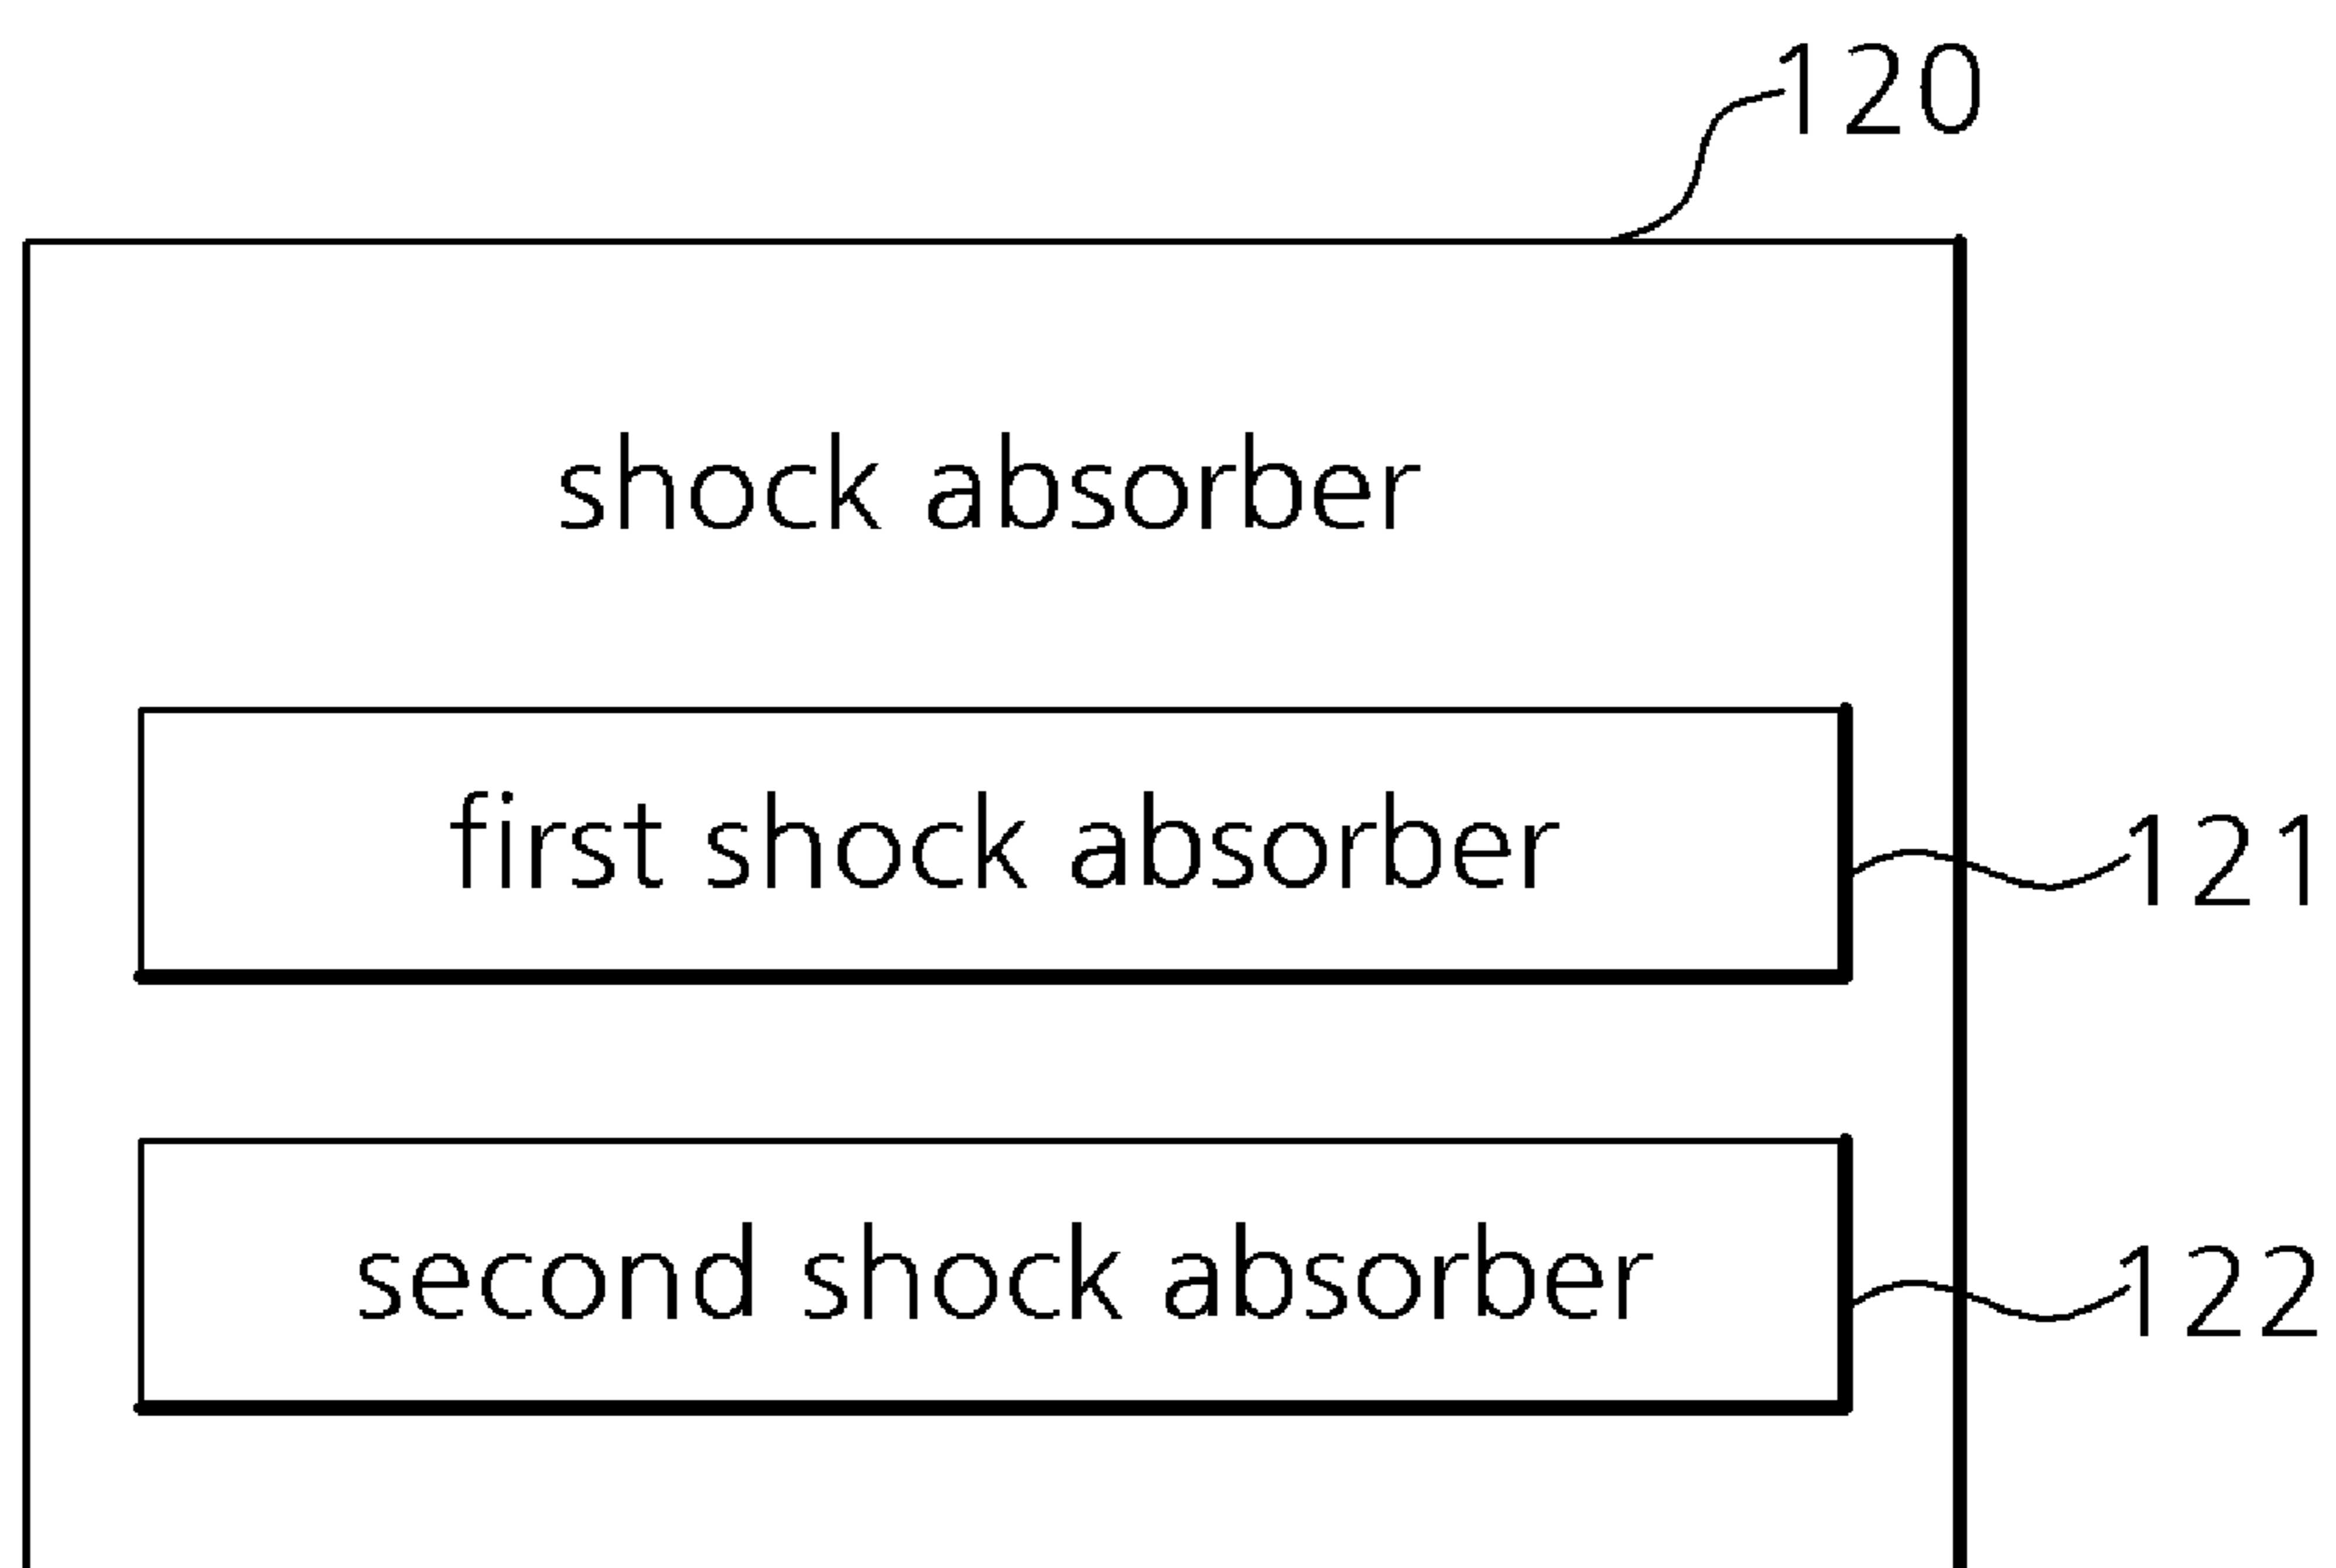 120
shock absorber
first shock absorber
121
second shock absorber
122